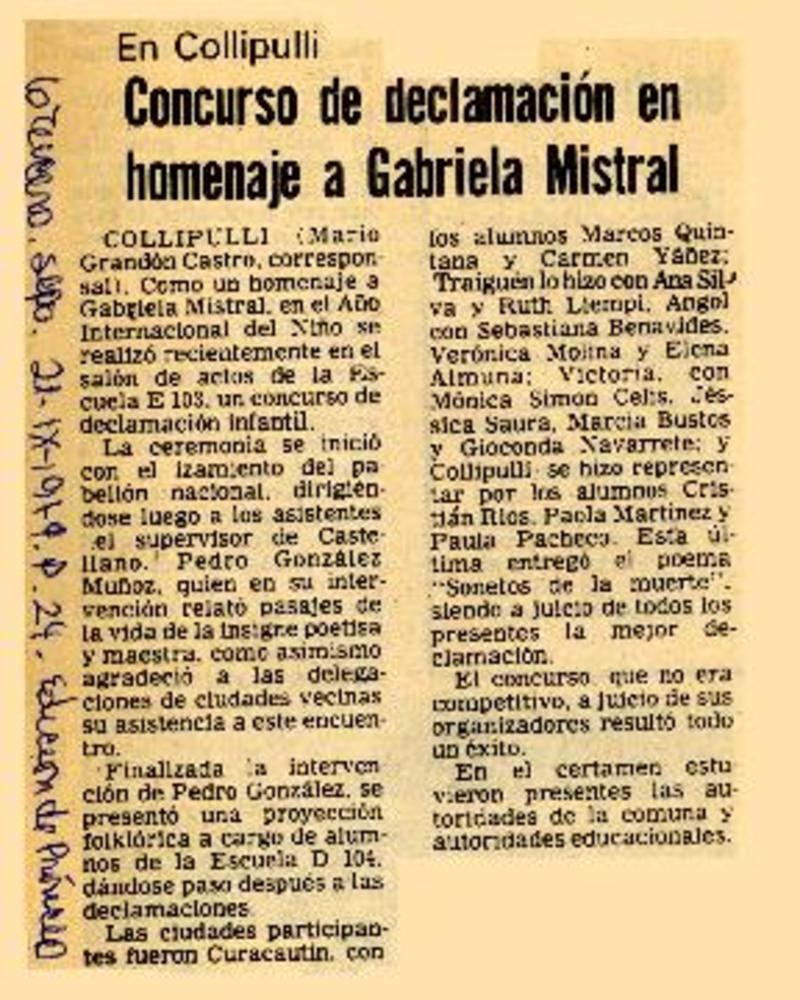 En Collipulli
Concurso de declamación en
homenaje a Gabriela Mistral
COLLIPULLI (Mario
Grandón Castro, correspon-
sal). Como un homenaje a
Gabriela Mistral, en el Año
Internacional del Niño se
realizó recientemente en el
salón de actos de la Es-
cuela E 103, un concurso de
declamación infantil.
La ceremonia se inició
con el izamiento del pa
bellón nacional, dirigién-
dose luego a los asistentes
el supervisor de Caste-
llano, Pedro González
Muñoz, quien en su inter-
vención relató pasajes de
la vida de la insigne poetisa
y maestra, como asimismo
agradeció a las delega-
ciones de ciudades vecinas
su asistencia a este encuen-
tro.
Finalizada la interven
ción de Pedro González, se
presentó una proyección
folklórica a cargo de alum-
nos de la Escuela D 104,
dándose paso después a las
declamaciones.
Las ciudades participan-
tes fueron Curacautín, con
los alumnos Marcos Quin-
tana y Carmen Yáñez;
Traiguén lo hizo con Ana Sil-
va y Ruth Llempi, Angol
con Sebastiana Benavides,
Verónica Molina y Elena
Almuna; Victoria, con
Mónica Simon Celis, Jés-
sica Saura, Marcia Bustos
y Gioconda Navarrete; y
Collipulli se hizo represen-
tar por los alumnos Cris-
tián Ríos, Paola Martínez y
Paula Pacheco. Esta úl-
tima entregó el poema
"Sonetos de la muerte",
siendo a juicio de todos los
presentes la mejor de-
clamación.
El concurso, que no era
competitivo, a juicio de sus
organizadores resultó todo
un éxito.
En el certamen estu
vieron presentes las au-
toridades de la comuna y
autoridades educacionales.
21-IX-1979. p. 24.